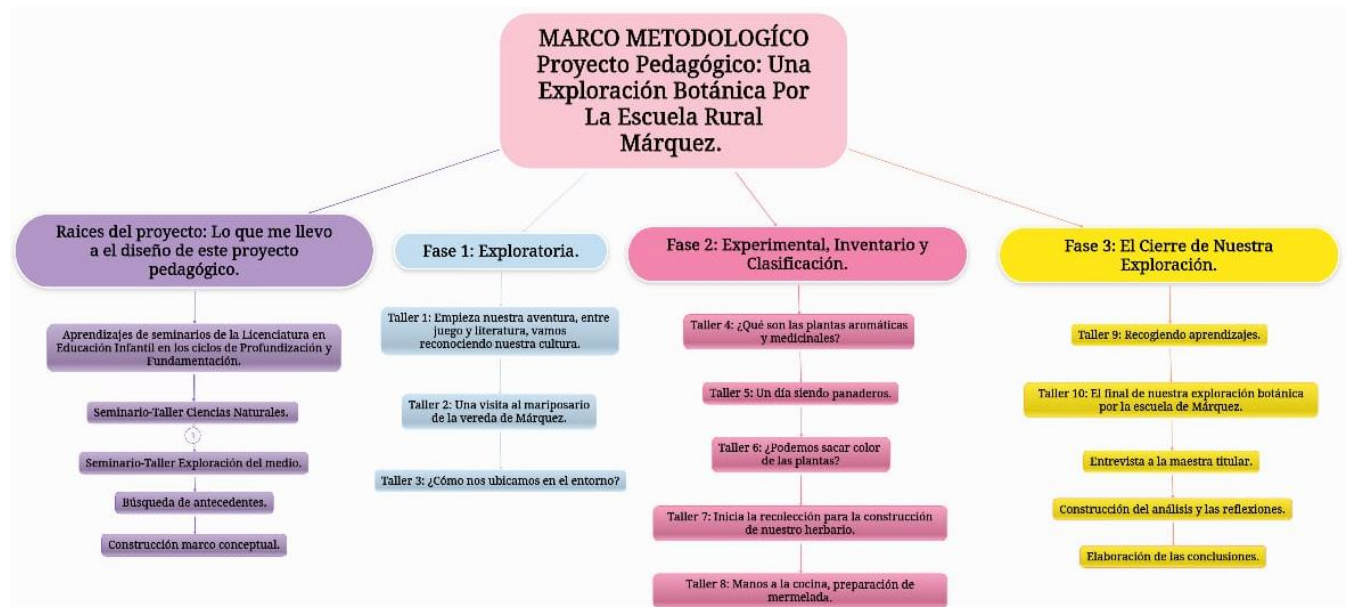 MARCO METODOLOGÍCO
Proyecto Pedagógico: Una
Exploración Botánica Por
La Escuela Rural
Márquez.
Raices del proyecto: Lo que me llevo
a el diseño de este proyecto
pedagógico.
Aprendizajes de seminarios de la Licenciatura en
Educación Infantil en los ciclos de Profundización y
Fundamentación.
Seminario-Taller Ciencias Naturales.
Seminario-Taller Exploración del medio.
Búsqueda de antecedentes.
Construcción marco conceptual.
Fase 1: Exploratoria.
Taller 1: Empieza nuestra aventura, entre
juego y literatura, vamos
reconociendo nuestra cultura.
Taller 2: Una visita al mariposario
de la vereda de Márquez.
Taller 3: ¿Cómo nos ubicamos en el entorno?
Fase 2: Experimental, Inventario y
Clasificación.
Taller 4: ¿Qué son las plantas aromáticas
y medicinales?
Taller 5: Un día siendo panaderos.
Taller 6: ¿Podemos sacar color
de las plantas?
Taller 7: Inicia la recolección para la construcción
de nuestro herbario.
Taller 8: Manos a la cocina, preparación de
mermelada.
Fase 3: El Cierre de Nuestra
Exploración.
Taller 9: Recogiendo aprendizajes.
Taller 10: El final de nuestra exploración botánica
por la escuela de Márquez.
Entrevista a la maestra titular.
Construcción del análisis y las reflexiones.
Elaboración de las conclusiones.